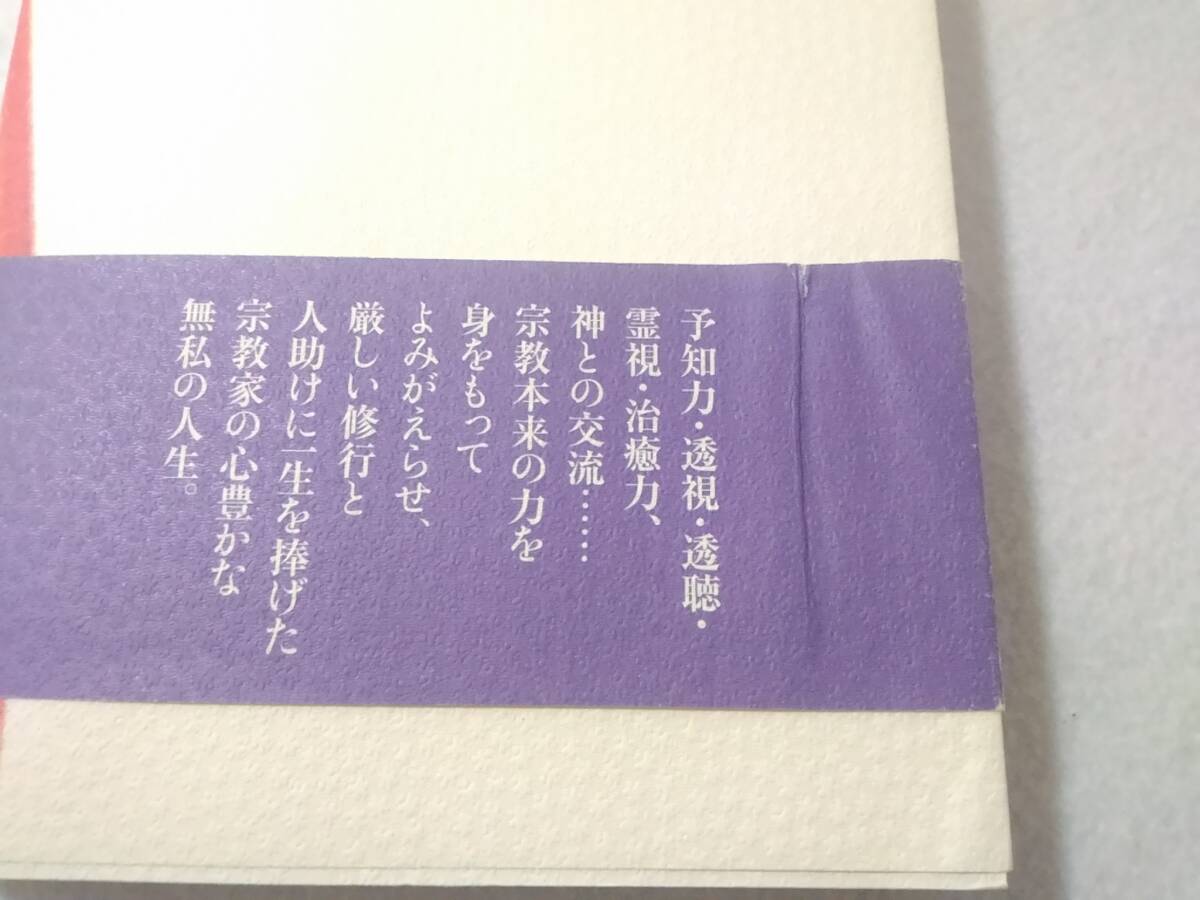 予知力・透視・透聴・
霊視・治癒力、
神との交流……
宗教本来の力を
身をもって
よみがえらせ、
厳しい修行と
人助けに一生を捧げた
宗教家の心豊かな
無私の人生。